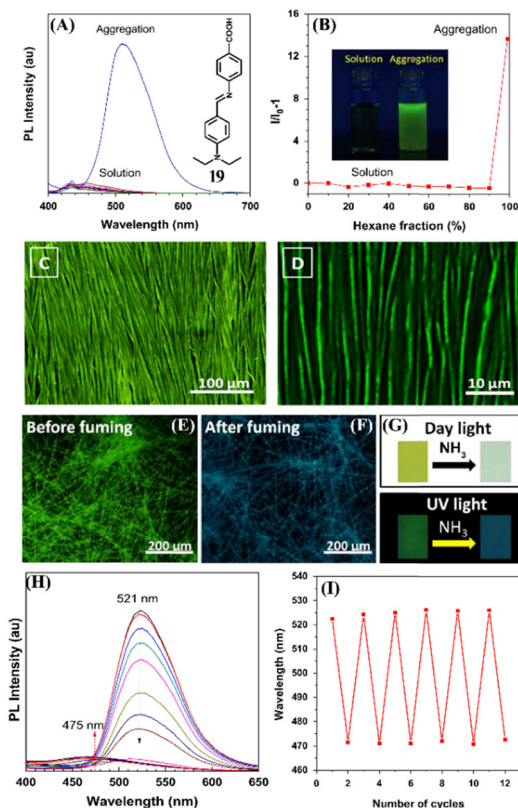 (A)
Aggregation
Solution
COOH
N
N
19
PL Intensity (au)
400 500 600 700
Wavelength (nm)
(B)
Aggregation
Solution Aggregation
Solution
I/I0-1
16
12
8
4
0
0 20 40 60 80 100
Hexane fraction (%)
C
100 μm
D
10 μm
Before fuming (E)
200 μm
After fuming (F)
200 μm
(G) Day light
NH3
UV light
NH3
(H)
521 nm
475 nm
PL Intensity (au)
400 450 500 550 600 650
Wavelength (nm)
(I)
Wavelength (nm)
530
520
510
500
490
480
470
460
0 2 4 6 8 10 12
Number of cycles